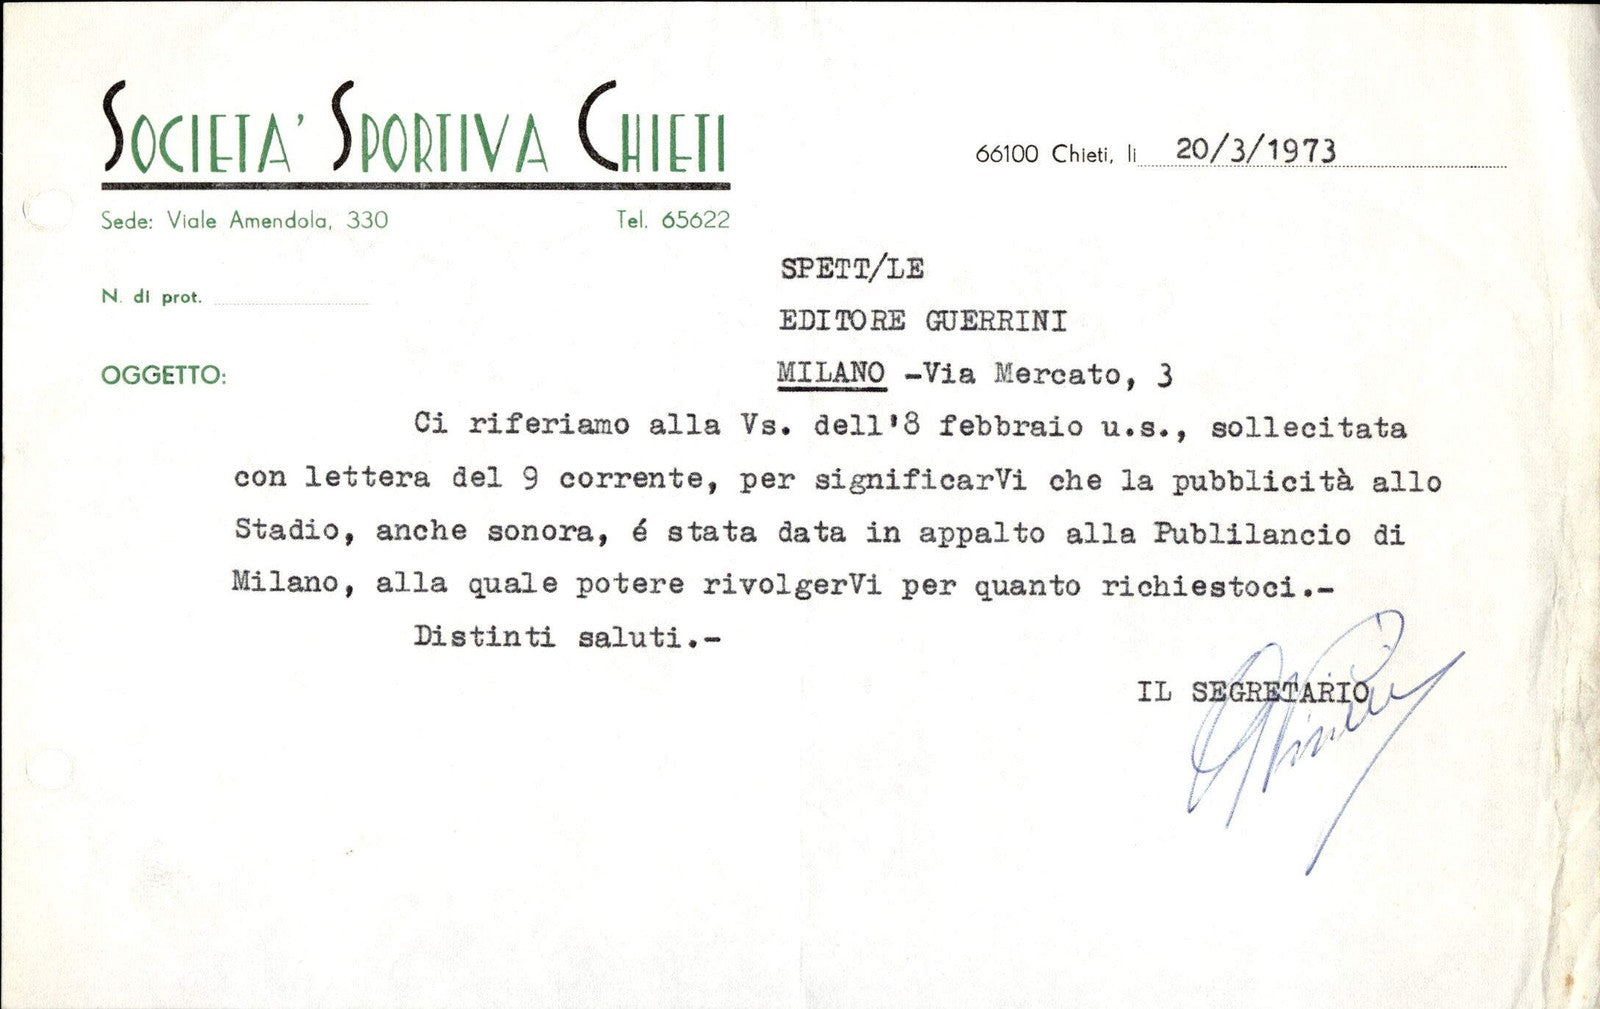 SOCIETA' SPORTIVA CHIETI
Sede: Viale Amendola, 330 Tel. 65622
66100 Chieti, li 20/3/1973
N. di prot.
SPETT/LE
EDITORE GUERRINI
MILANO -Via Mercato, 3
OGGETTO:
Ci riferiamo alla Vs. dell'8 febbraio u.s., sollecitata
con lettera del 9 corrente, per significarVi che la pubblicità allo
Stadio, anche sonora, é stata data in appalto alla Publilancio di
Milano, alla quale potere rivolgerVi per quanto richiestoci.-
Distinti saluti.-
IL SEGRETARIO